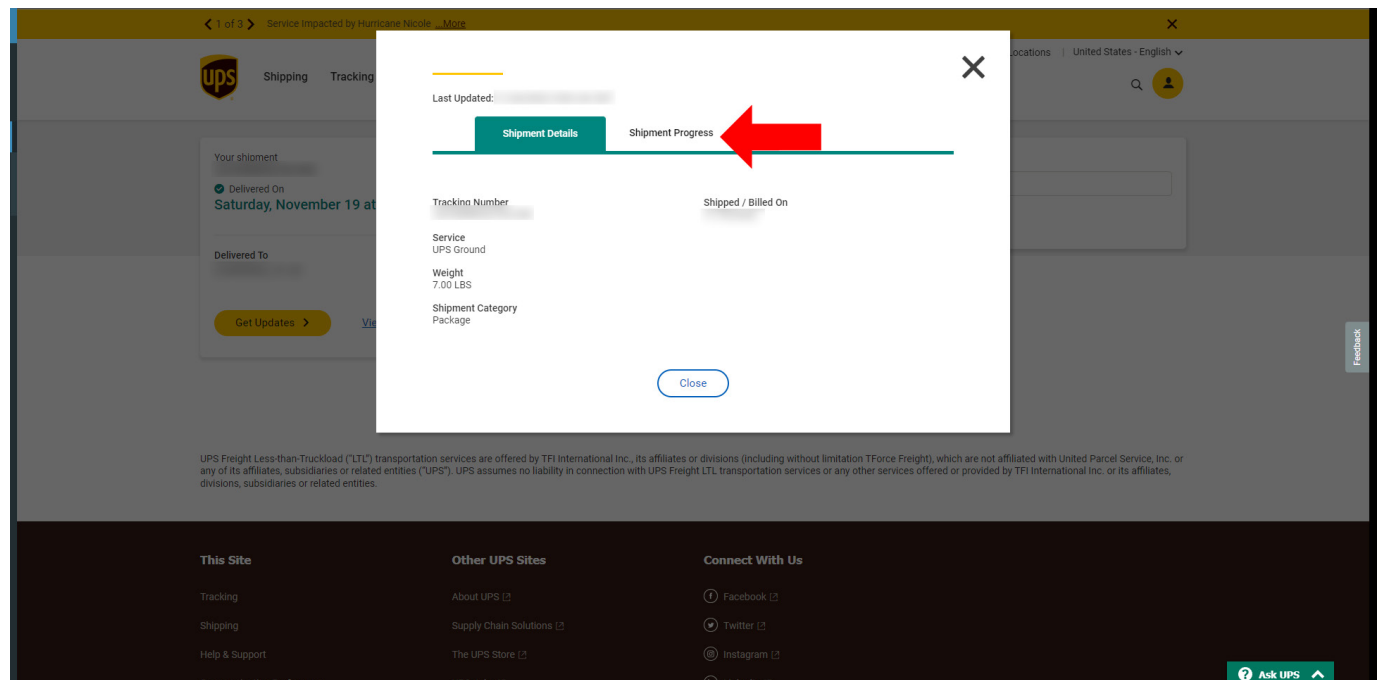 1 of 3 Service Impacted by Hurricane Nicole ...More
ocations | United States - English
ups Shipping Tracking
Last Updated:
Shipment Details Shipment Progress
Your shipment
Delivered On
Saturday, November 19 at
Delivered To
Get Updates Vie
Tracking Number
Shipped / Billed On
Service
UPS Ground
Weight
7.00 LBS
Shipment Category
Package
Close
Feedback
UPS Freight Less-than-Truckload ("LTL") transportation services are offered by TFI International Inc., its affiliates or divisions (including without limitation TForce Freight), which are not affiliated with United Parcel Service, Inc. or
any of its affiliates, subsidiaries or related entities ("UPS"). UPS assumes no liability in connection with UPS Freight LTL transportation services or any other services offered or provided by TFI International Inc. or its affiliates,
divisions, subsidiaries or related entities.
This Site Other UPS Sites Connect With Us
Tracking About UPS Facebook
Shipping Supply Chain Solutions Twitter
Help & Support The UPS Store Instagram
Ask UPS